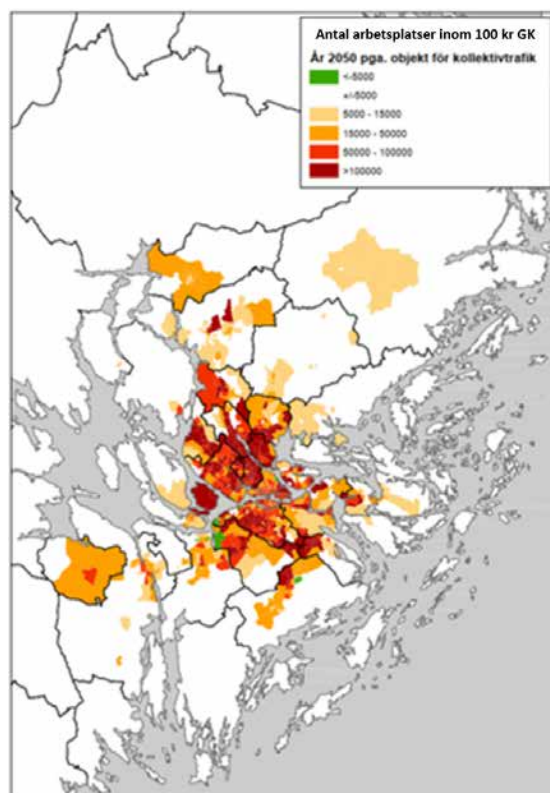 Antal arbetsplatser inom 100 kr GK
År 2050 pga. objekt för kollektivtrafik
<-5000
+/-5000
5000 - 15000
15000 - 50000
50000 - 100000
>100000